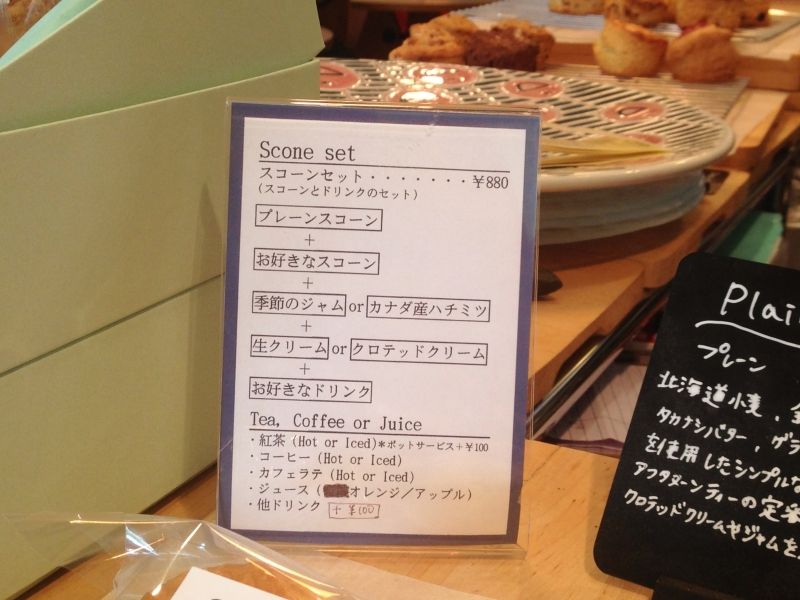 Scone set
スコーンセット・・・・・・・¥880
(スコーンとドリンクのセット)
プレーンスコーン
+
お好きなスコーン
+
季節のジャム or カナダ産ハチミツ
+
生クリーム or クロテッドクリーム
+
お好きなドリンク
Tea, Coffee or Juice
・紅茶 (Hot or Iced)*ポットサービス+¥100
・コーヒー (Hot or Iced)
・カフェラテ (Hot or Iced)
・ジュース (オレンジ/アップル)
・他ドリンク +¥100
Plai
プレーン
北海道小麦、
タカナシバター、ゲラ
を使用したシンプルな
アフタヌーンティーの定番
クロテッドクリームやジャムを